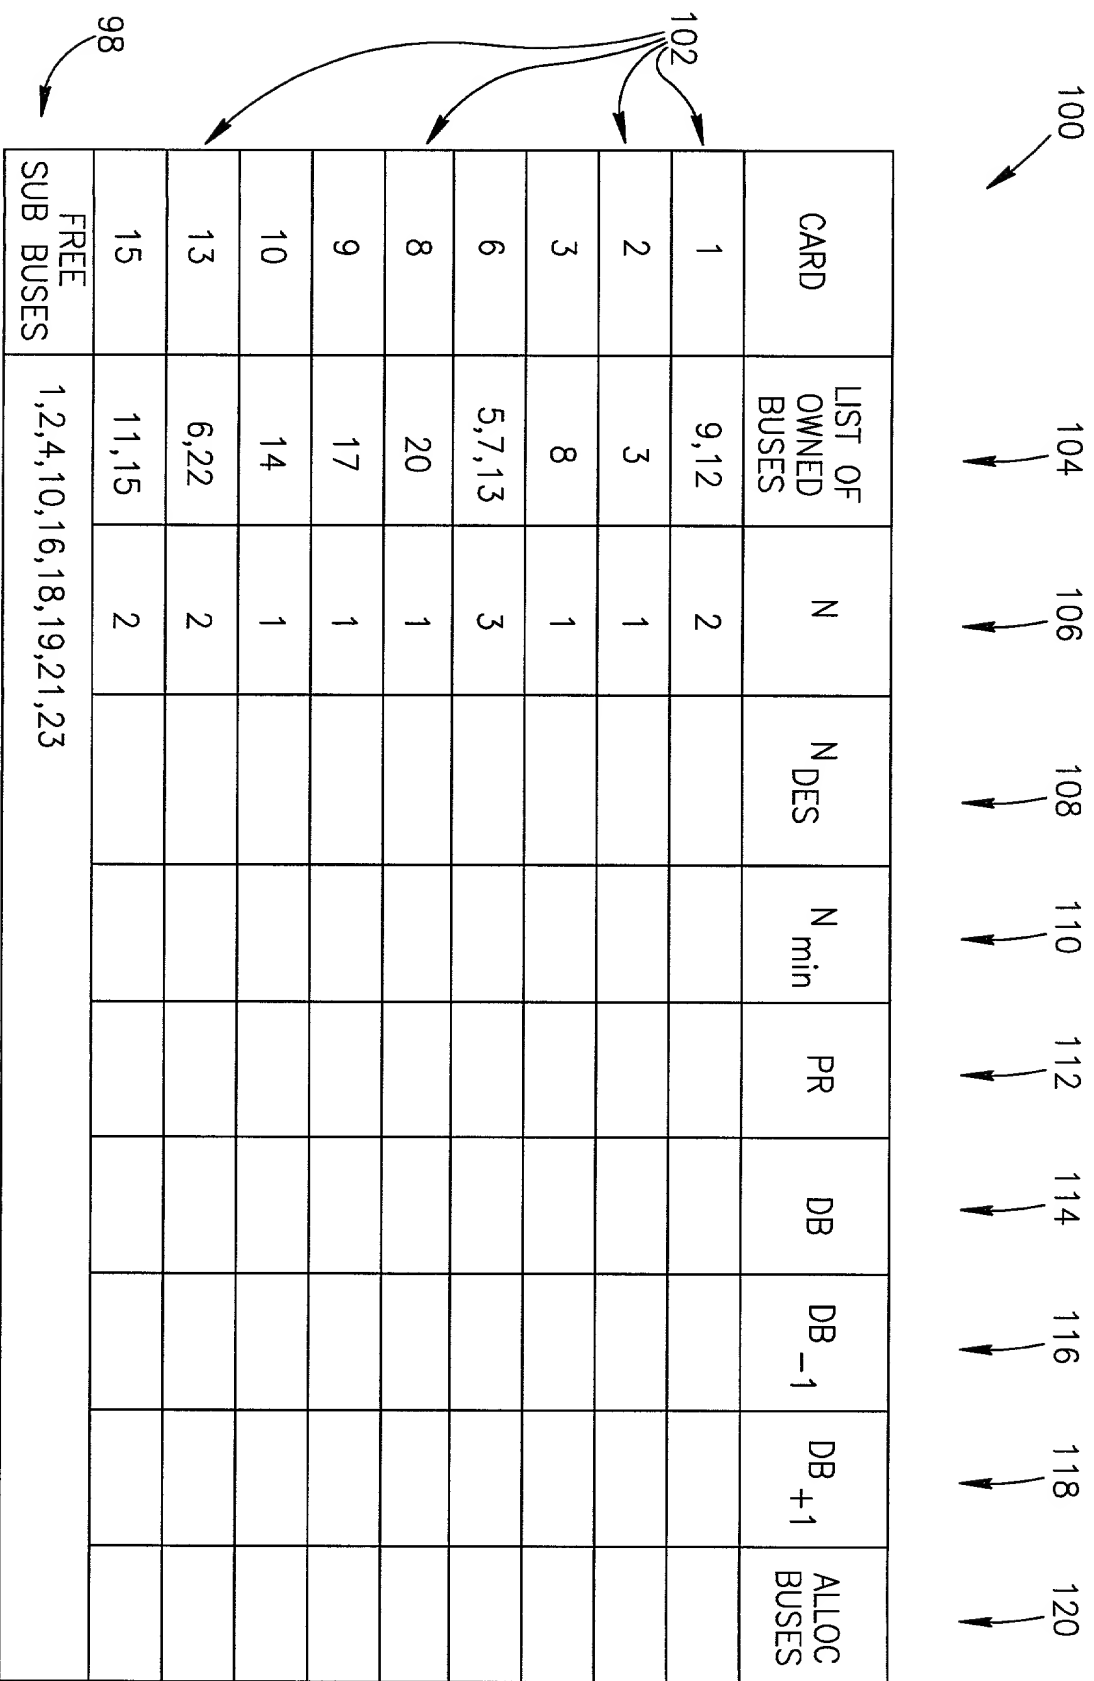 100
102
104
106
108
110
112
114
116
118
120
CARD
LIST OF
OWNED
BUSES
N
N DES
N min
PR
DB
DB -1
DB +1
ALLOC
BUSES
1 9,12 2
2 3 1
3 8 1
6 5,7,13 3
8 20 1
9 17 1
10 14 1
13 6,22 2
15 11,15 2
98
FREE
SUB BUSES
1,2,4,10,16,18,19,21,23